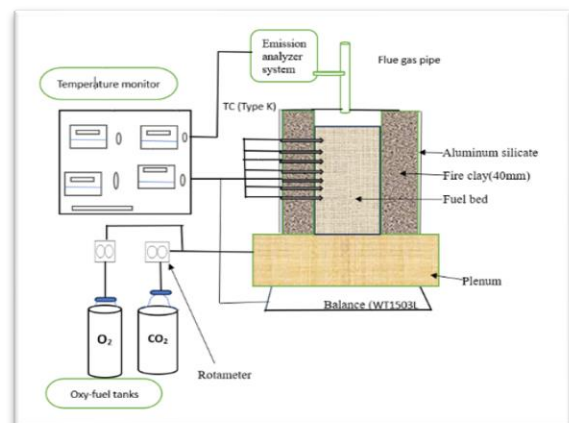 Emission
analyzer
system
Flue gas pipe
Temperature monitor
TC (Type K)
Aluminum silicate
Fire clay(40mm)
Fuel bed
Plenum
Balance (WT1503L
O2
CO2
Rotameter
Oxy-fuel tanks